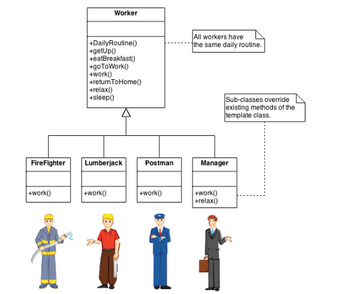 Worker
+DailyRoutine()
+getUp()
+eatBreakfast()
+goToWork()
+work()
+returnToHome()
+relax()
+sleep()
All workers have
the same daily routine.
Sub-classes override
existing methods of the
template class.
FireFighter
+work()
Lumberjack
+work()
Postman
+work()
Manager
+work()
+relax()